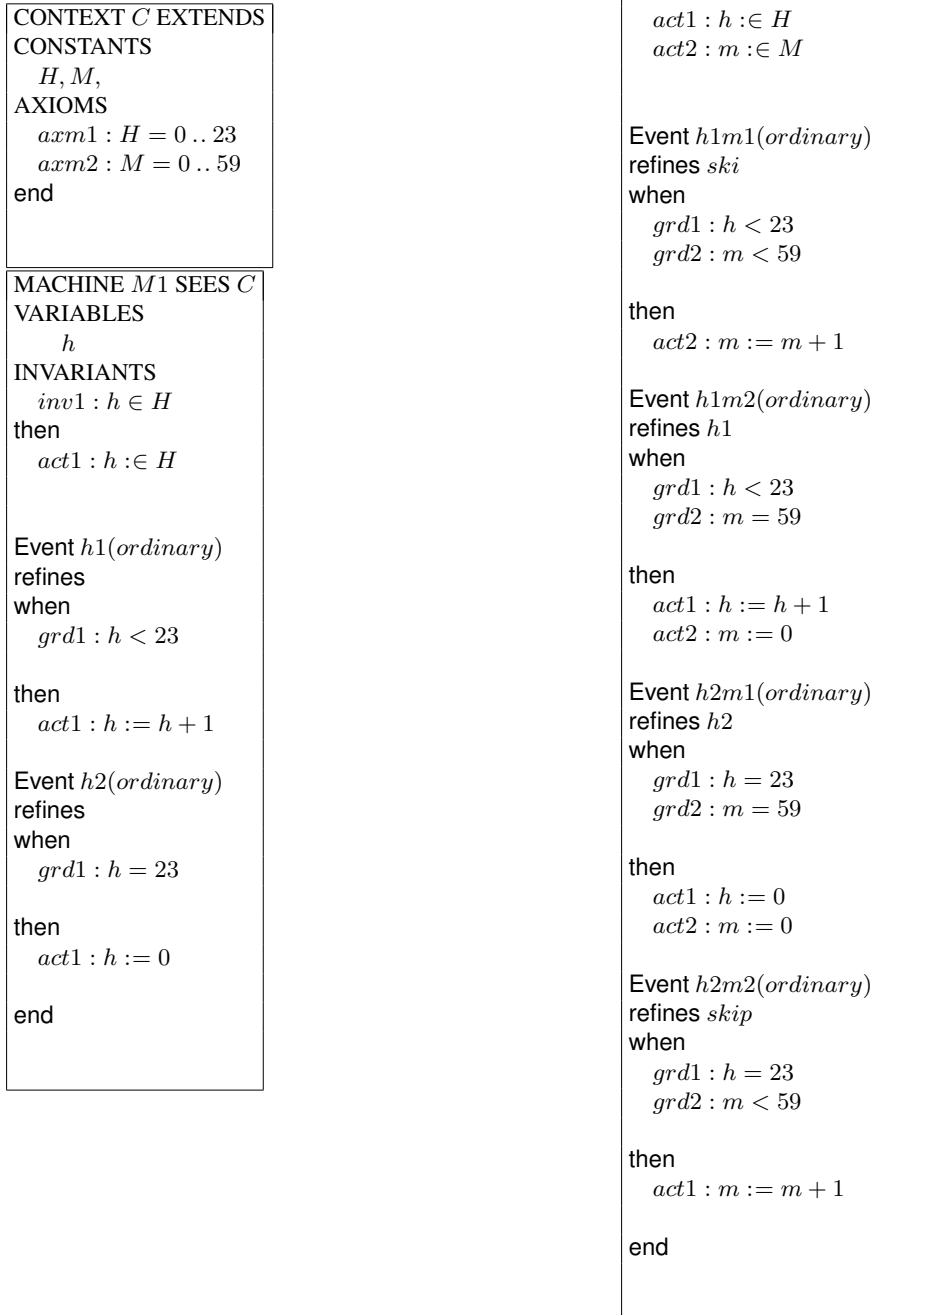 CONTEXT C EXTENDS
CONSTANTS
H, M,
AXIOMS
axm1 : H = 0 .. 23
axm2 : M = 0 .. 59
end
MACHINE M1 SEES C
VARIABLES
h
INVARIANTS
inv1 : h ∈ H
then
act1 : h :∈ H
Event h1(ordinary)
refines
when
grd1 : h < 23
then
act1 : h := h + 1
Event h2(ordinary)
refines
when
grd1 : h = 23
then
act1 : h := 0
end
act1 : h :∈ H
act2 : m :∈ M
Event h1m1(ordinary)
refines ski
when
grd1 : h < 23
grd2 : m < 59
then
act2 : m := m + 1
Event h1m2(ordinary)
refines h1
when
grd1 : h < 23
grd2 : m = 59
then
act1 : h := h + 1
act2 : m := 0
Event h2m1(ordinary)
refines h2
when
grd1 : h = 23
grd2 : m = 59
then
act1 : h := 0
act2 : m := 0
Event h2m2(ordinary)
refines skip
when
grd1 : h = 23
grd2 : m < 59
then
act1 : m := m + 1
end